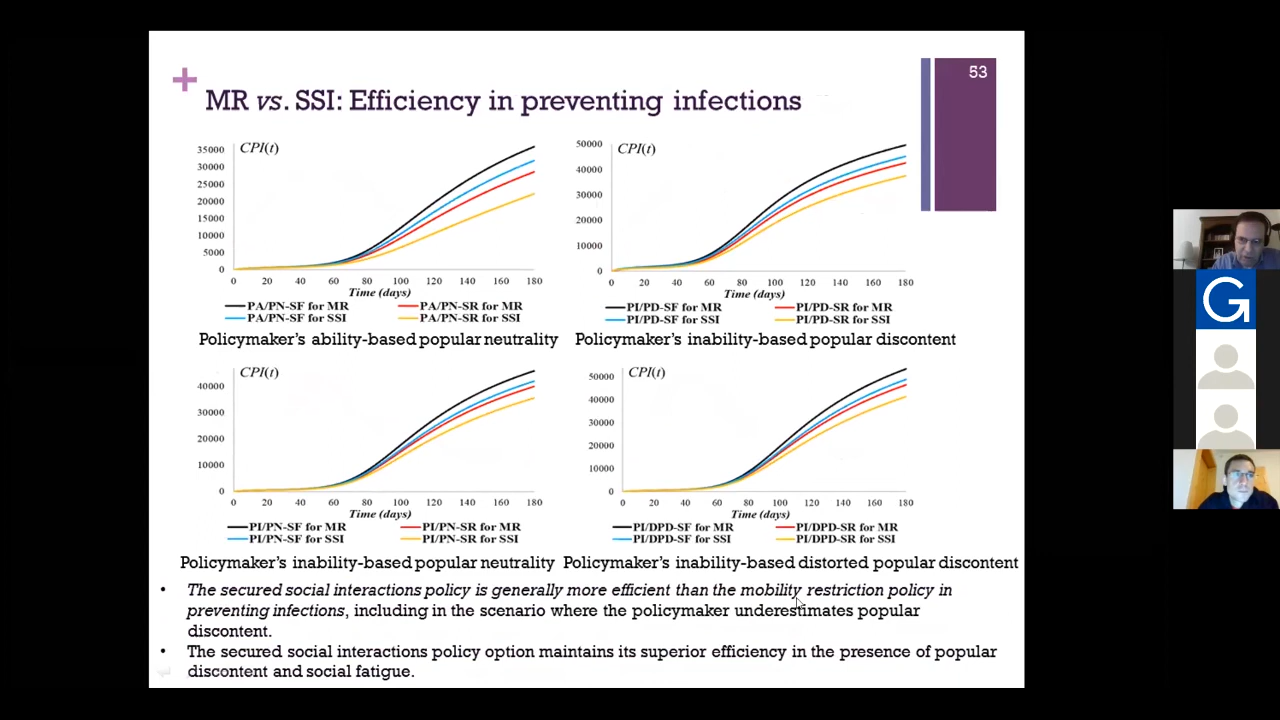 53
MR vs. SSI: Efficiency in preventing infections
CPI(t)
35000
30000
25000
20000
15000
10000
5000
0
0 20 40 60 80 100 120 140 160 180
Time (days)
PA/PN-SF for MR PA/PN-SR for MR
PA/PN-SF for SSI PA/PN-SR for SSI
Policymaker's ability-based popular neutrality
CPI(t)
50000
40000
30000
20000
10000
0
0 20 40 60 80 100 120 140 160 180
Time (days)
PI/PD-SF for MR PI/PD-SR for MR
PI/PD-SF for SSI PI/PD-SR for SSI
Policymaker's inability-based popular discontent
CPI(t)
40000
30000
20000
10000
0
0 20 40 60 80 100 120 140 160 180
Time (days)
PI/PN-SF for MR PI/PN-SR for MR
PI/PN-SF for SSI PI/PN-SR for SSI
Policymaker's inability-based popular neutrality
CPI(t)
50000
40000
30000
20000
10000
0
0 20 40 60 80 100 120 140 160 180
Time (days)
PI/DPD-SF for MR PI/DPD-SR for MR
PI/DPD-SF for SSI PI/DPD-SR for SSI
Policymaker's inability-based distorted popular discontent
• The secured social interactions policy is generally more efficient than the mobility restriction policy in
preventing infections, including in the scenario where the policymaker underestimates popular
discontent.
• The secured social interactions policy option maintains its superior efficiency in the presence of popular
discontent and social fatigue.
G